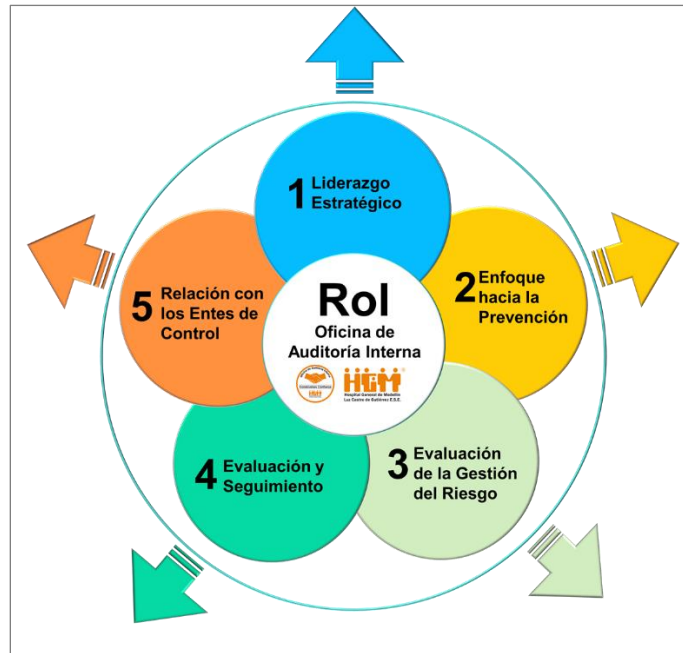 1 Liderazgo
Estratégico
2 Enfoque
hacia la
Prevención
3 Evaluación
de la Gestión
del Riesgo
4 Evaluación y
Seguimiento
5 Relación con
los Entes de
Control
Rol
Oficina de
Auditoría Interna
HGM
Hospital General de Medellín
Luz Castro de Gutiérrez E.S.E.